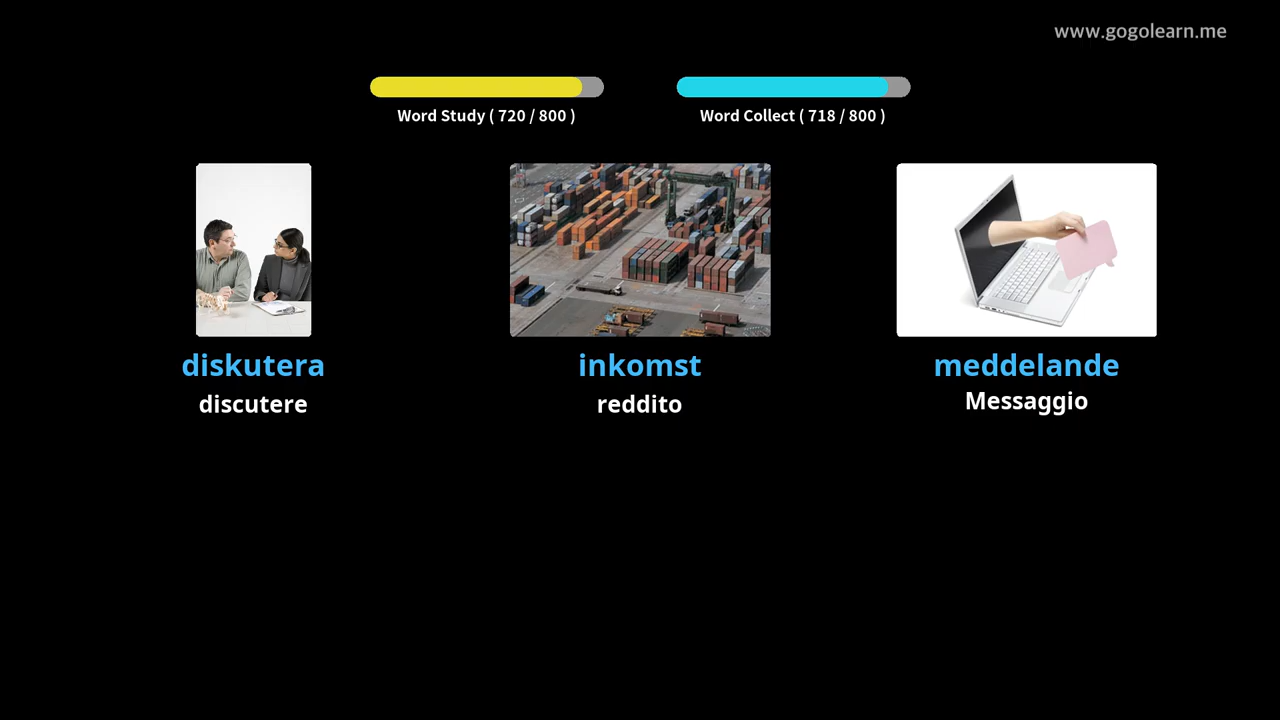 www.gogolearn.me
Word Study ( 720 / 800 )
Word Collect ( 718 / 800 )
diskutera
discutere
inkomst
reddito
meddelande
Messaggio